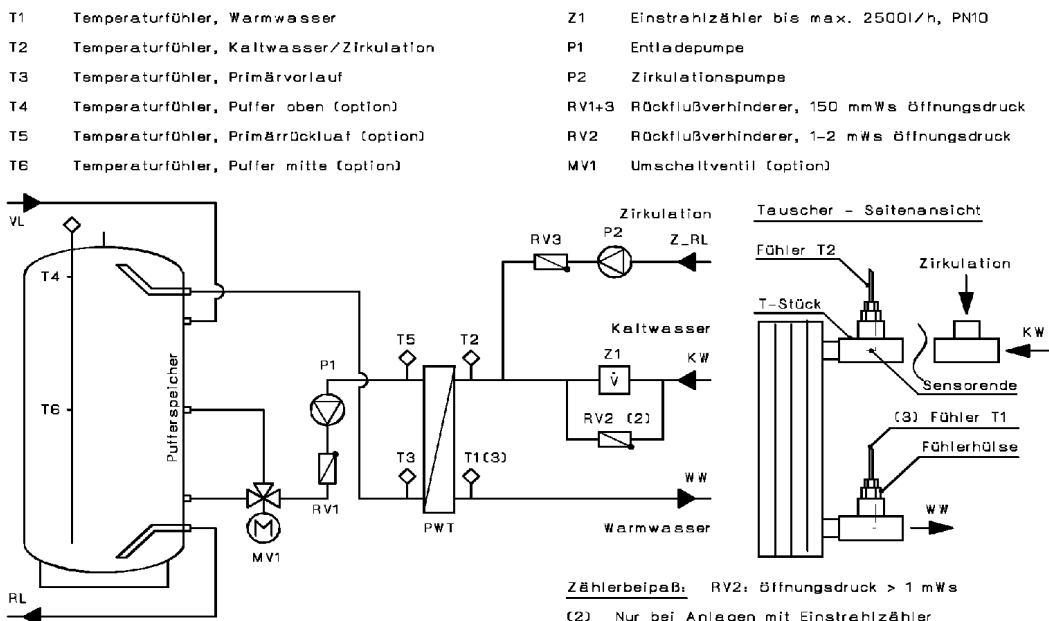 T1 Temperaturfühler, Warmwasser
T2 Temperaturfühler, Kaltwasser/Zirkulation
T3 Temperaturfühler, Primärvorlauf
T4 Temperaturfühler, Puffer oben (option)
T5 Temperaturfühler, Primärrückluaf (option)
T6 Temperaturfühler, Puffer mitte (option)
Z1 Einstrahlzähler bis max. 2500l/h, PN10
P1 Entladepumpe
P2 Zirkulationspumpe
RV1+3 Rückflußverhinderer, 150 mmWs öffnungsdruck
RV2 Rückflußverhinderer, 1-2 mWs öffnungsdruck
MV1 Umschaltventil (option)
VL
T4
T6
Pufferspeicher
RL
M
MV1
RV1
P1
T5
T2
T3
T1(3)
PWT
Zirkulation
RV3
P2
Z_RL
Kaltwasser
Z1
KW
V̇
RV2 (2)
WW
Warmwasser
Tauscher - Seitenansicht
Fühler T2
Zirkulation
T-Stück
KW
Sensorende
(3) Fühler T1
Fühlerhülse
WW
Zählerbeipaß: RV2: öffnungsdruck > 1 mWs
(2) Nur bei Anlagen mit Einstrahlzähler